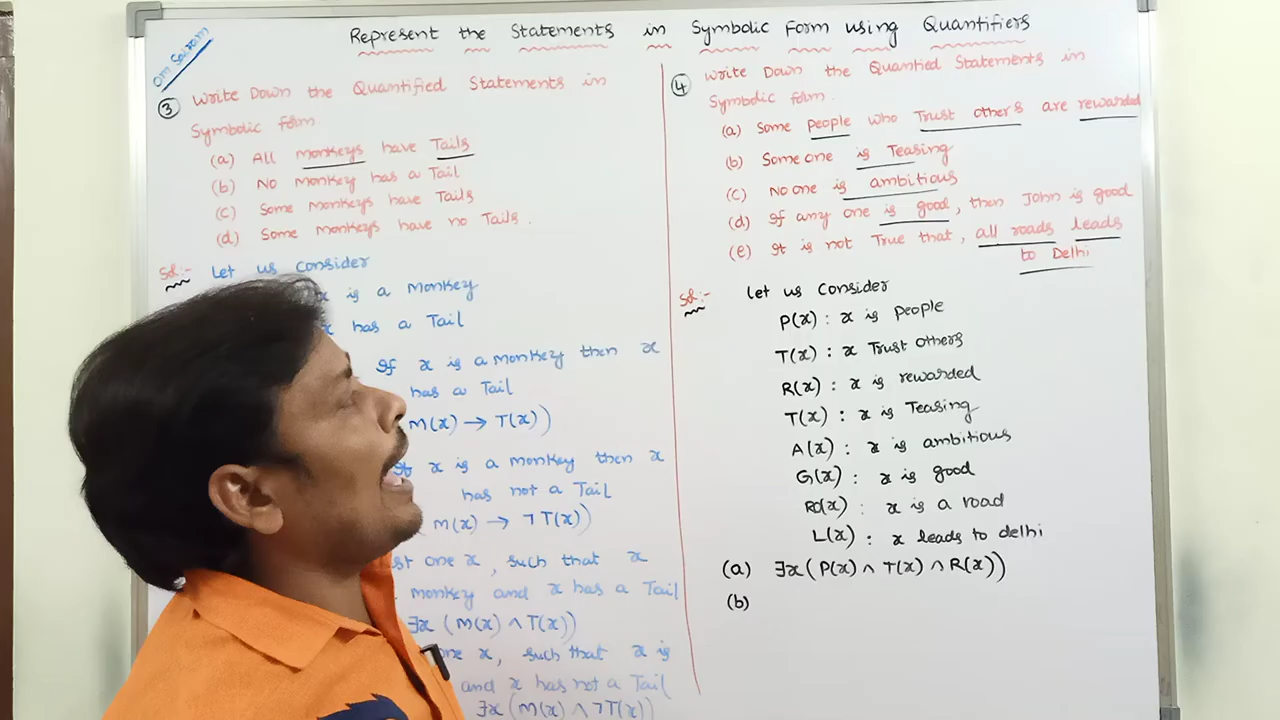 Represent the Statements in Symbolic Form using Quantifiers
Om Sairam
③ Write Down the Quantified Statements in
Symbolic form
(a) All monkeys have Tails
(b) No Monkey has a Tail
(c) Some Monkeys have Tails
(d) Some Monkeys have no Tails.
Sol:- Let us Consider
x is a Monkey
x has a Tail
If x is a Monkey then x
has a Tail
M(x) → T(x))
If x is a monkey then x
has not a Tail
M(x) → ¬T(x))
one x, such that x
monkey and x has a Tail
∃x (M(x) ∧ T(x))
one x, such that x is
and x has not a Tail
∃x (M(x) ∧ ¬T(x))
④ Write Down the Quantied Statements in
Symbolic form.
(a) Some people who Trust others are rewarded
(b) Some one is Teasing
(c) No one is ambitious
(d) If any one is good, then John is good
(e) It is not True that, all roads leads
to Delhi
Sol:- let us Consider
P(x) : x is people
T(x) : x Trust others
R(x) : x is rewarded
T(x) : x is Teasing
A(x) : x is ambitious
G(x) : x is good
RO(x) : x is a road
L(x) : x leads to delhi
(a) ∃x (P(x) ∧ T(x) ∧ R(x))
(b)